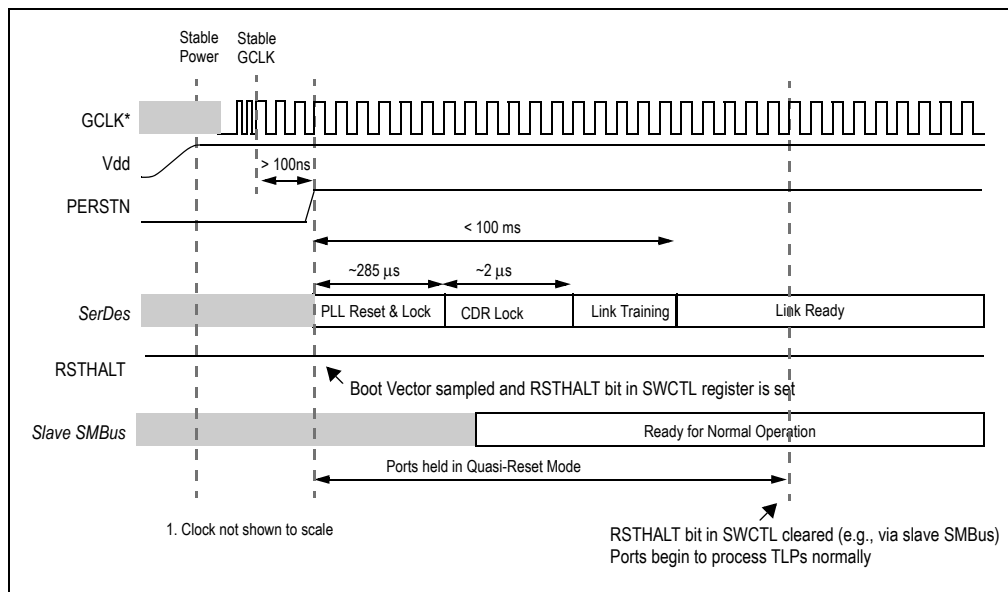 Stable Power
Stable GCLK
GCLK*
Vdd
> 100ns
PERSTN
< 100 ms
~285 μs
~2 μs
SerDes
PLL Reset & Lock
CDR Lock
Link Training
Link Ready
RSTHALT
Boot Vector sampled and RSTHALT bit in SWCTL register is set
Slave SMBus
Ready for Normal Operation
Ports held in Quasi-Reset Mode
1. Clock not shown to scale
RSTHALT bit in SWCTL cleared (e.g., via slave SMBus)
Ports begin to process TLPs normally